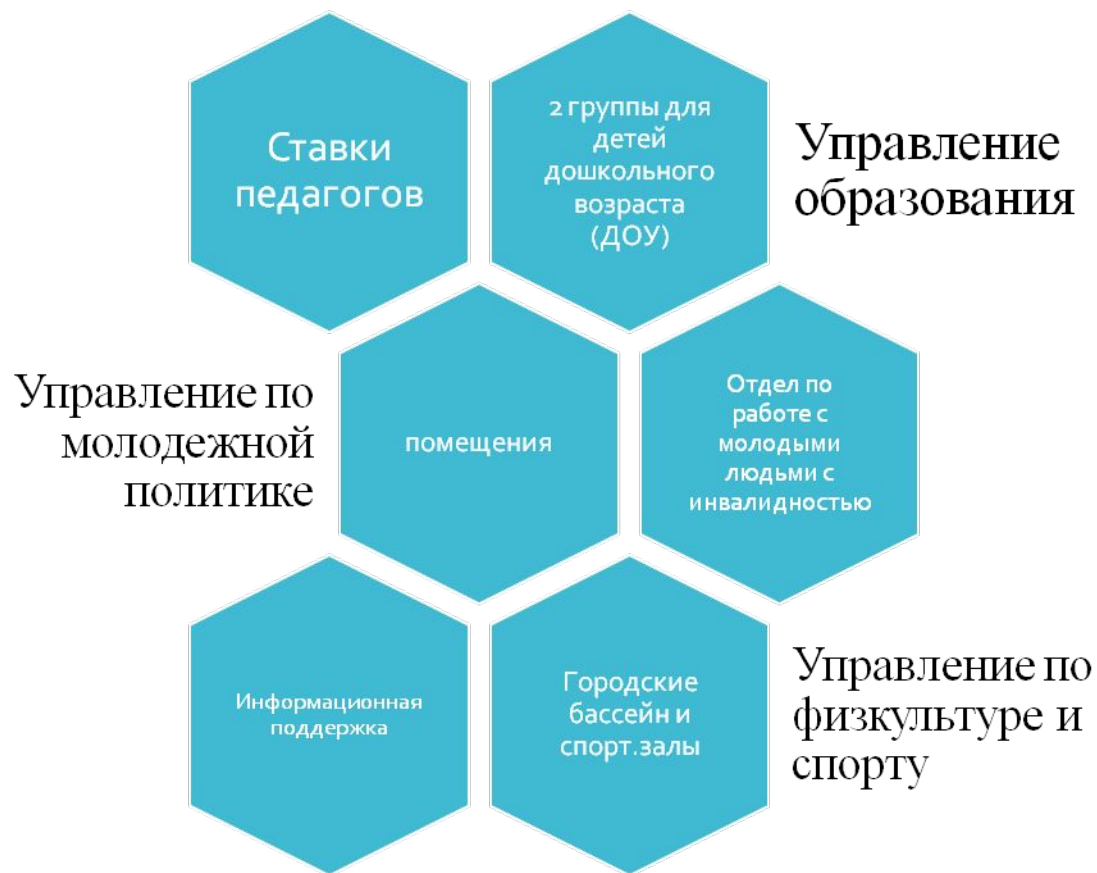 Ставки
педагогов
2 группы для
детей
дошкольного
возраста
(ДОУ)
Управление
образования
Управление по
молодежной
политике
помещения
Отдел по
работе с
молодыми
людьми с
инвалидностью
Информационная
поддержка
Городские
бассейн и
спорт.залы
Управление по
физкультуре и
спорту